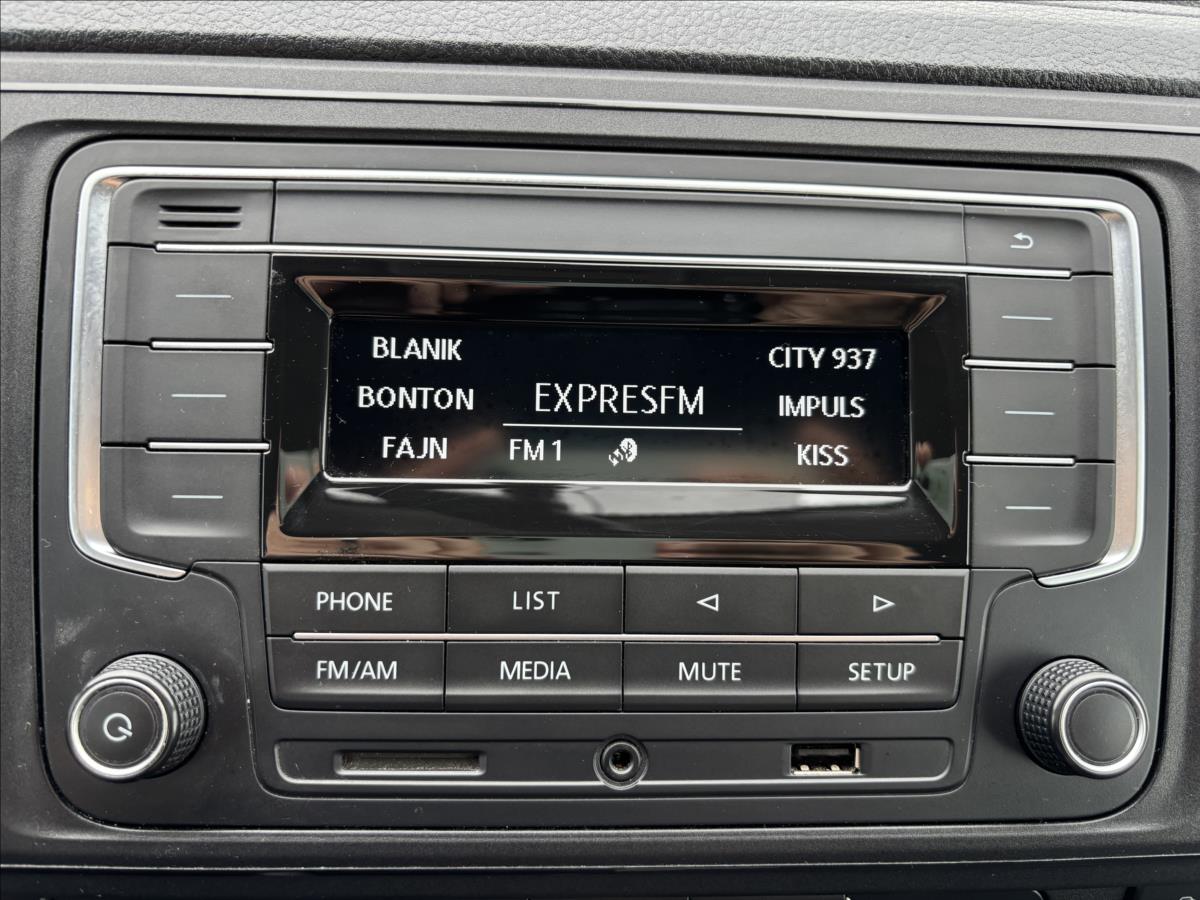 BLANIK
BONTON
FAJN
EXPRESFM
FM 1
CITY 937
IMPULS
KISS
PHONE
LIST
FM/AM
MEDIA
MUTE
SETUP